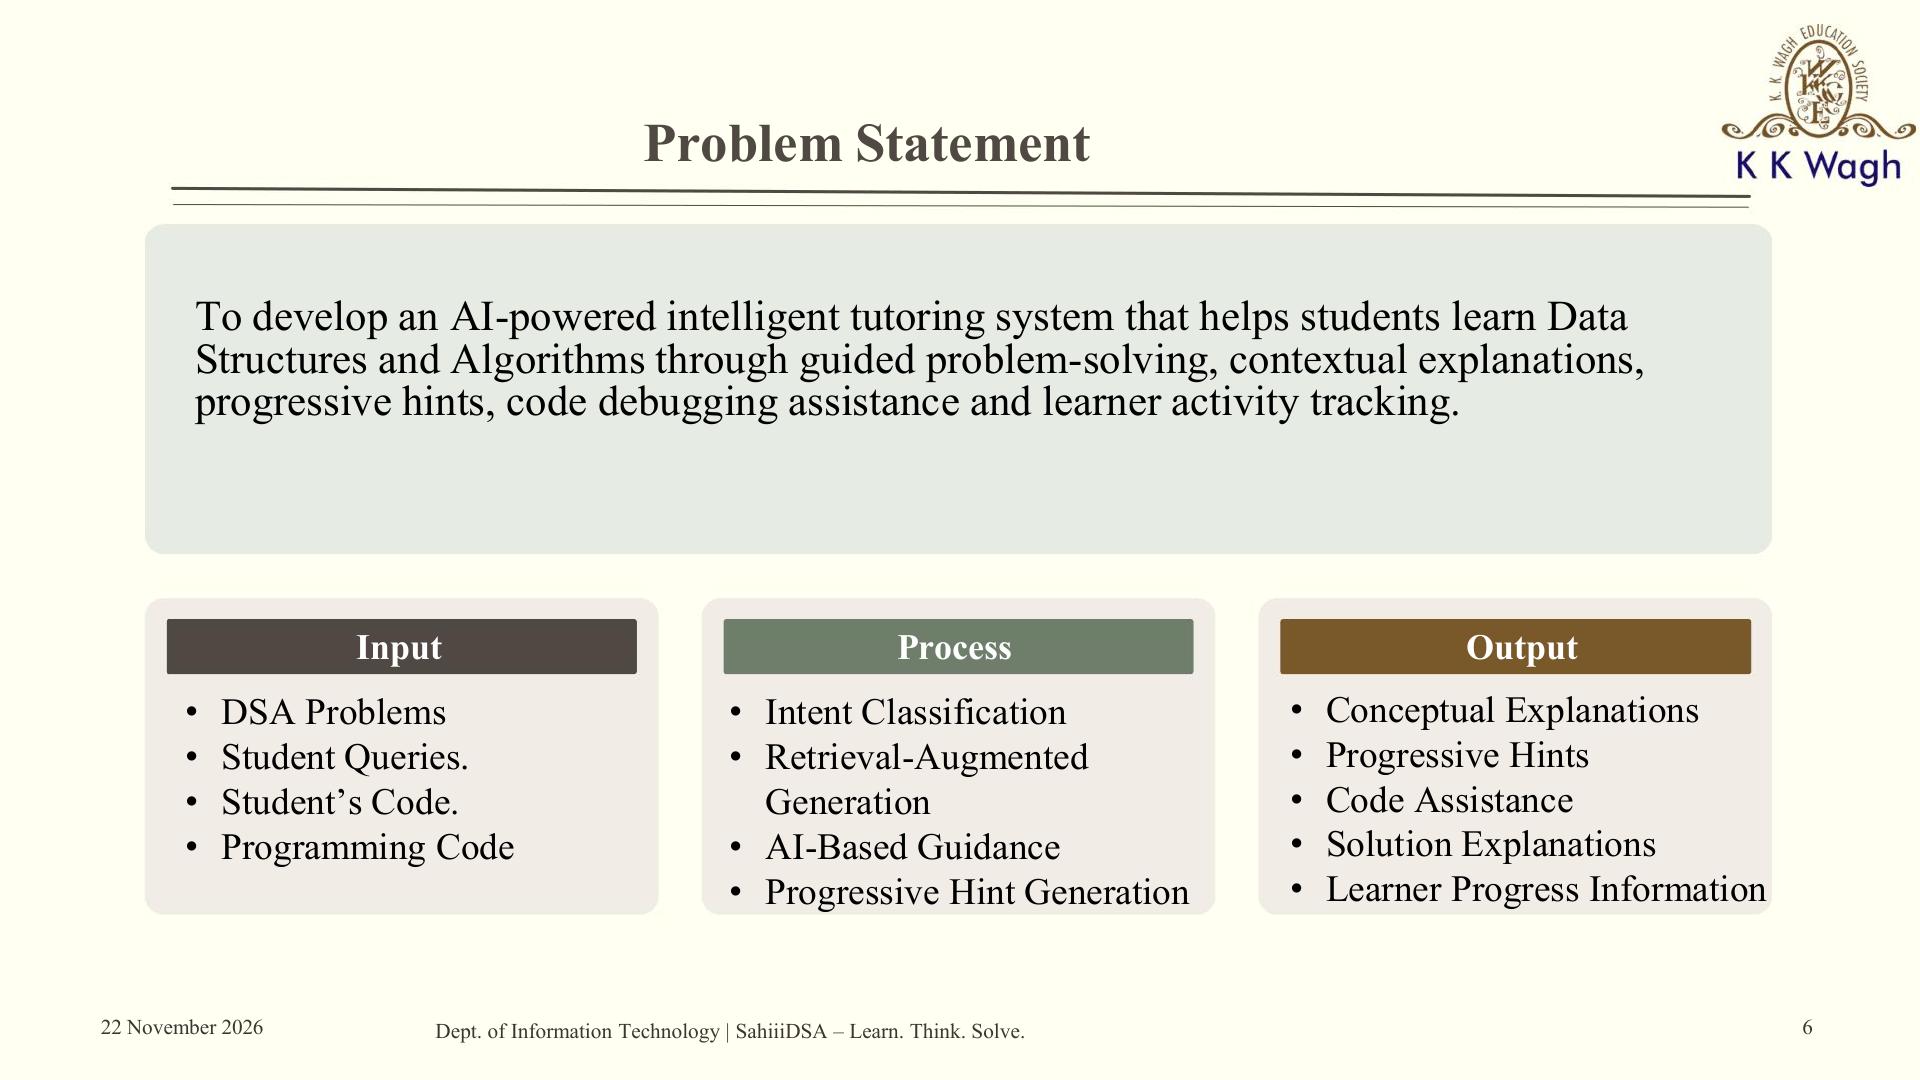 K. K. WAGH EDUCATION SOCIETY
K K Wagh
Problem Statement
To develop an AI-powered intelligent tutoring system that helps students learn Data
Structures and Algorithms through guided problem-solving, contextual explanations,
progressive hints, code debugging assistance and learner activity tracking.
Input
• DSA Problems
• Student Queries.
• Student’s Code.
• Programming Code
Process
• Intent Classification
• Retrieval-Augmented
Generation
• AI-Based Guidance
• Progressive Hint Generation
Output
• Conceptual Explanations
• Progressive Hints
• Code Assistance
• Solution Explanations
• Learner Progress Information
22 November 2026
Dept. of Information Technology | SahiiiDSA – Learn. Think. Solve.
6